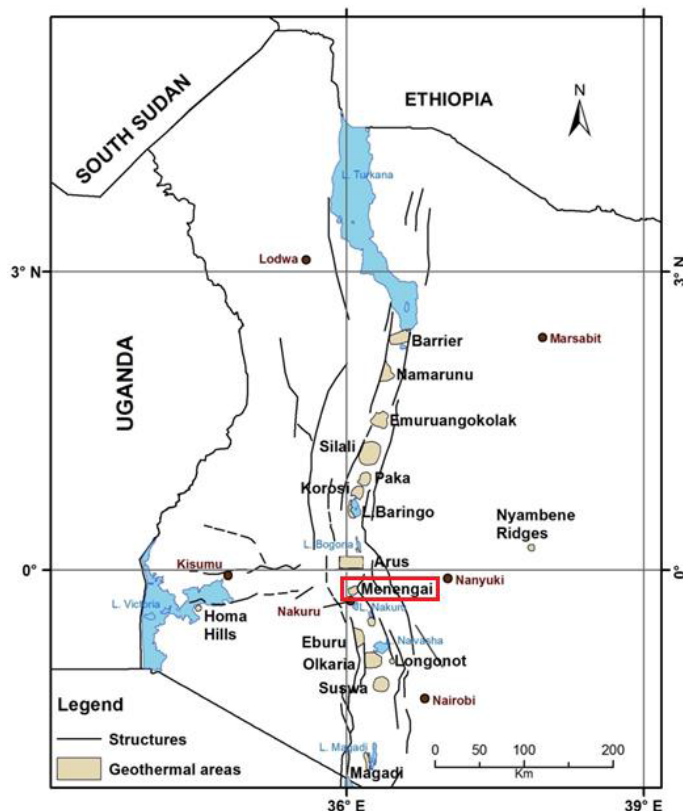 SOUTH SUDAN
ETHIOPIA
N
L. Turkana
Lodwa
3° N
3° N
UGANDA
Barrier
Marsabit
Namarunu
Emuruangokolak
Silali
Paka
Korosi
L.Baringo
Nyambene
Ridges
L. Bogoria
Arus
Kisumu
0°
0°
Menengai
Nanyuki
L. Victoria
Nakuru
L. Nakuru
Homa
Hills
Eburu
Naivasha
Olkaria
Longonot
Suswa
Nairobi
Legend
Structures
Geothermal areas
L. Magadi
Magadi
0 50 100 200
Km
36° E
39° E